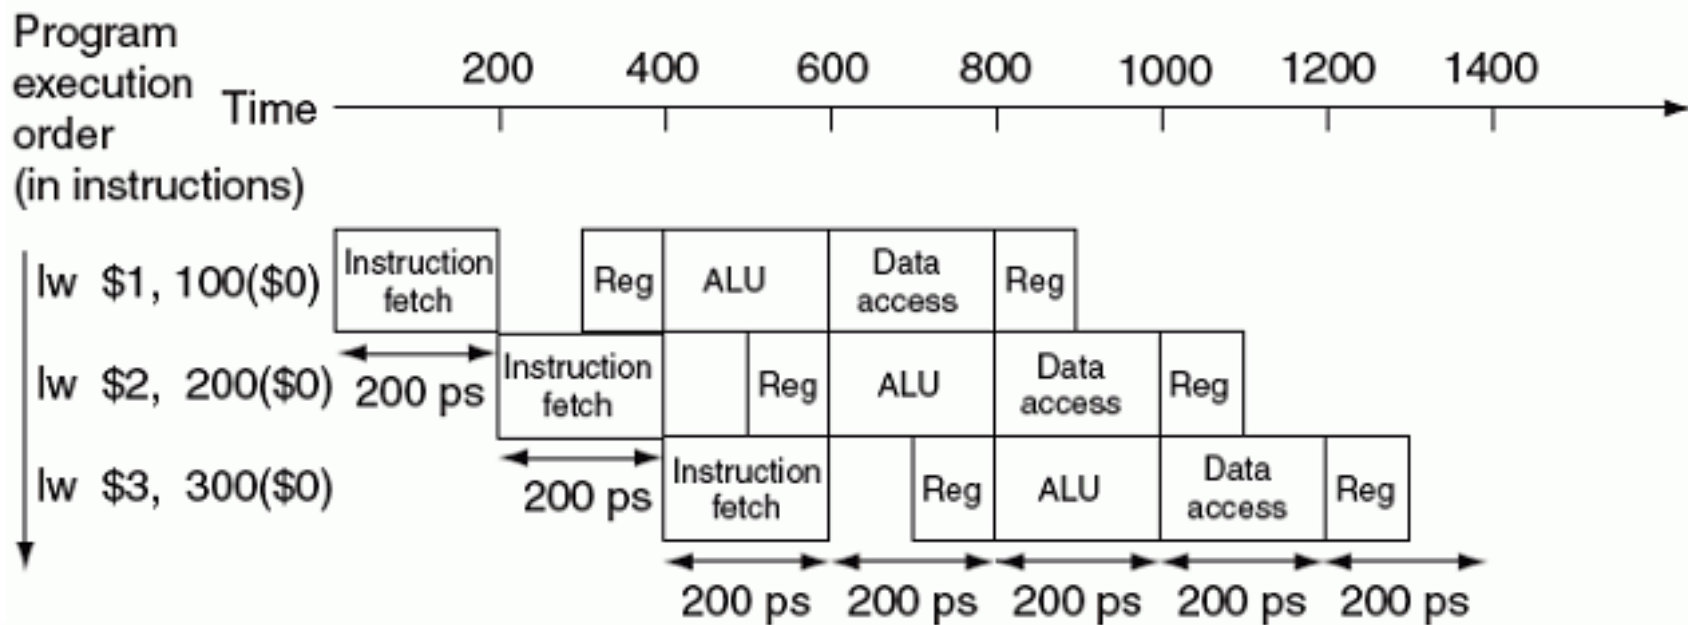 Program
execution
order
(in instructions)
Time
200 400 600 800 1000 1200 1400
lw $1, 100($0)
Instruction
fetch
Reg
ALU
Data
access
Reg
200 ps
lw $2, 200($0)
Instruction
fetch
Reg
ALU
Data
access
Reg
200 ps
lw $3, 300($0)
Instruction
fetch
Reg
ALU
Data
access
Reg
200 ps 200 ps 200 ps 200 ps 200 ps